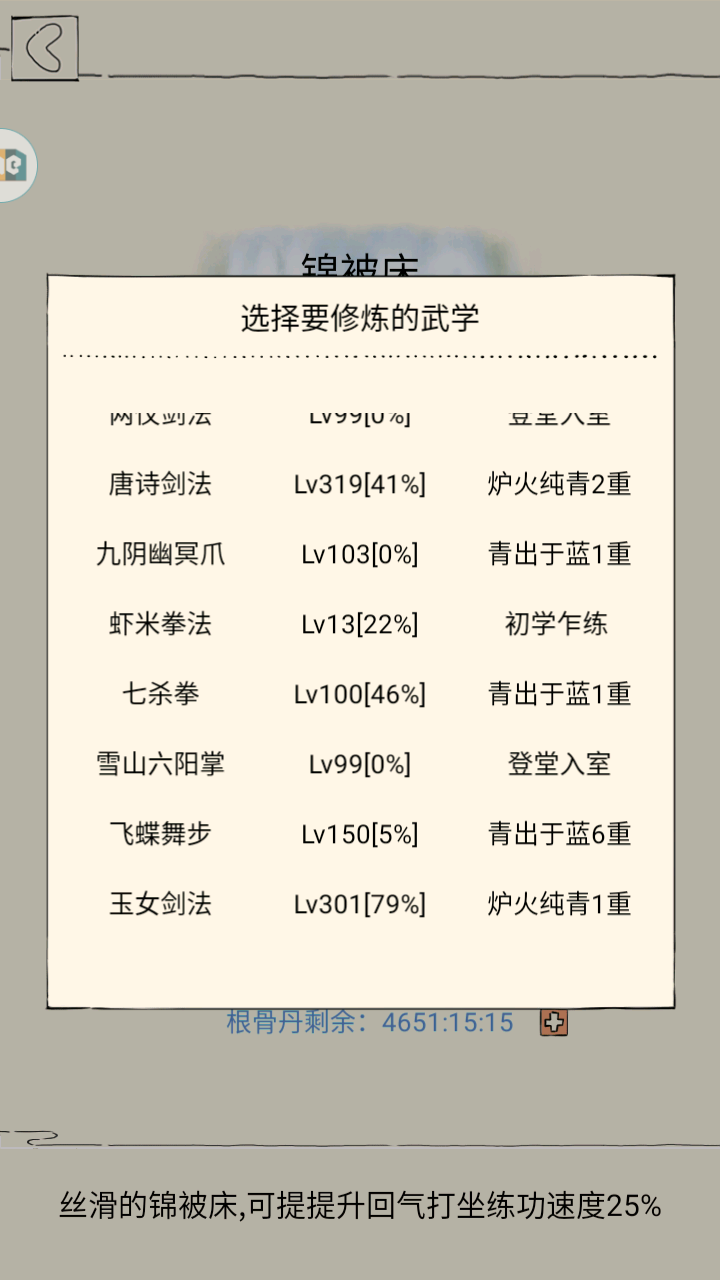 锦被床
选择要修炼的武学
两仪剑法 Lv99[0%] 登堂入室
唐诗剑法 Lv319[41%] 炉火纯青2重
九阴幽冥爪 Lv103[0%] 青出于蓝1重
虾米拳法 Lv13[22%] 初学乍练
七杀拳 Lv100[46%] 青出于蓝1重
雪山六阳掌 Lv99[0%] 登堂入室
飞蝶舞步 Lv150[5%] 青出于蓝6重
玉女剑法 Lv301[79%] 炉火纯青1重
根骨丹剩余：4651:15:15
丝滑的锦被床,可提提升回气打坐练功速度25%